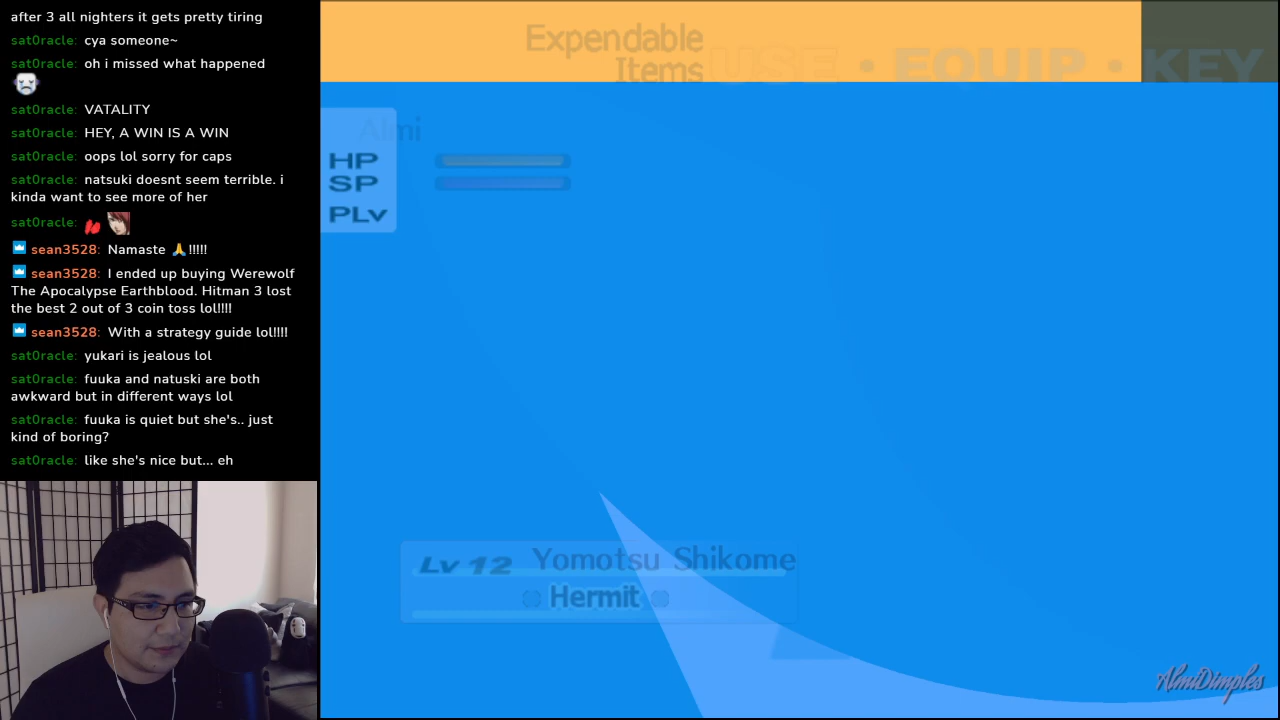 after 3 all nighters it gets pretty tiring
sat0racle: cya someone~
sat0racle: oh i missed what happened
sat0racle: VATALITY
sat0racle: HEY, A WIN IS A WIN
sat0racle: oops lol sorry for caps
sat0racle: natsuki doesnt seem terrible. i
kinda want to see more of her
sat0racle:
sean3528: Namaste 🙏!!!!!
sean3528: I ended up buying Werewolf
The Apocalypse Earthblood. Hitman 3 lost
the best 2 out of 3 coin toss lol!!!!
sean3528: With a strategy guide lol!!!!
sat0racle: yukari is jealous lol
sat0racle: fuuka and natuski are both
awkward but in different ways lol
sat0racle: fuuka is quiet but she's.. just
kind of boring?
sat0racle: like she's nice but... eh
Expendable
Items
USE • EQUIP • KEY
Almi
HP
SP
PLv
Lv 12 Yomotsu Shikome
Hermit
AlmiDimples